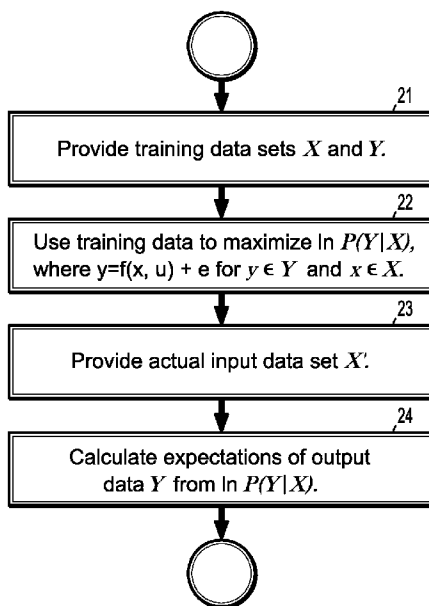 21
Provide training data sets X and Y.
22
Use training data to maximize ln P(Y|X),
where y=f(x, u) + e for y ∈ Y and x ∈ X.
23
Provide actual input data set X'.
24
Calculate expectations of output
data Y from ln P(Y|X).